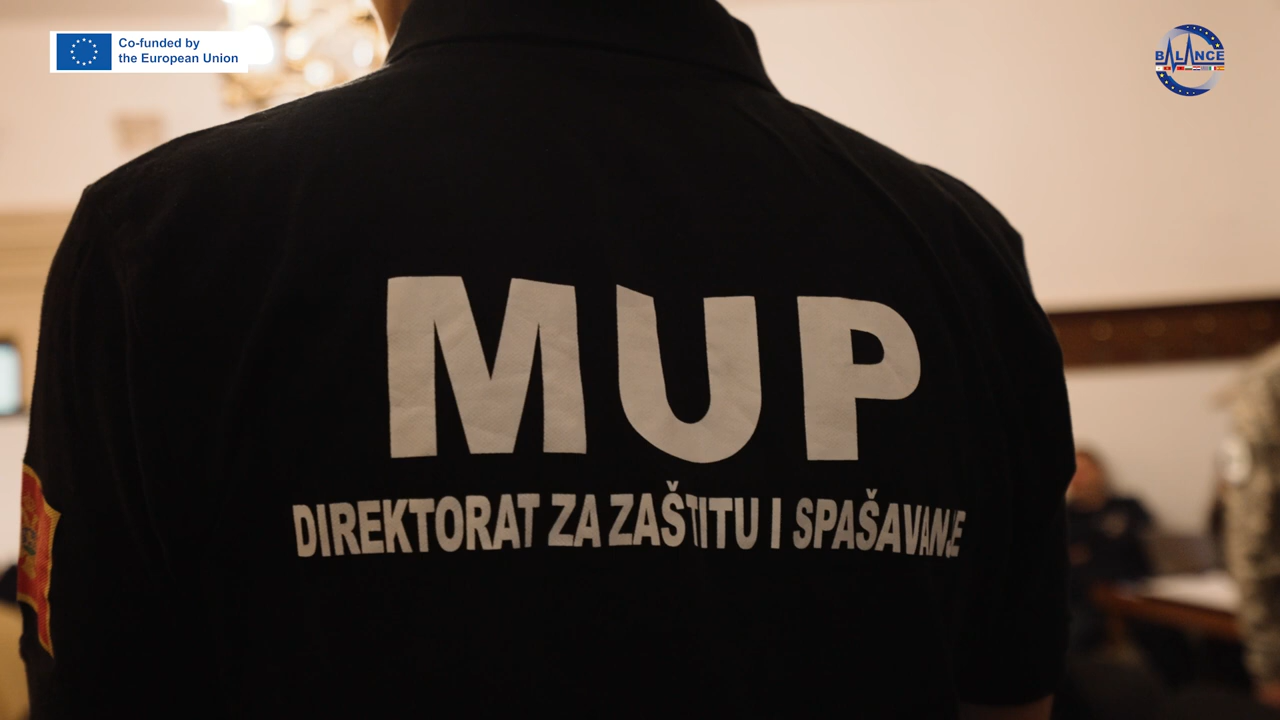 Co-funded by
the European Union
BALANCE
MUP
DIREKTORAT ZA ZAŠTITU I SPAŠAVANJE